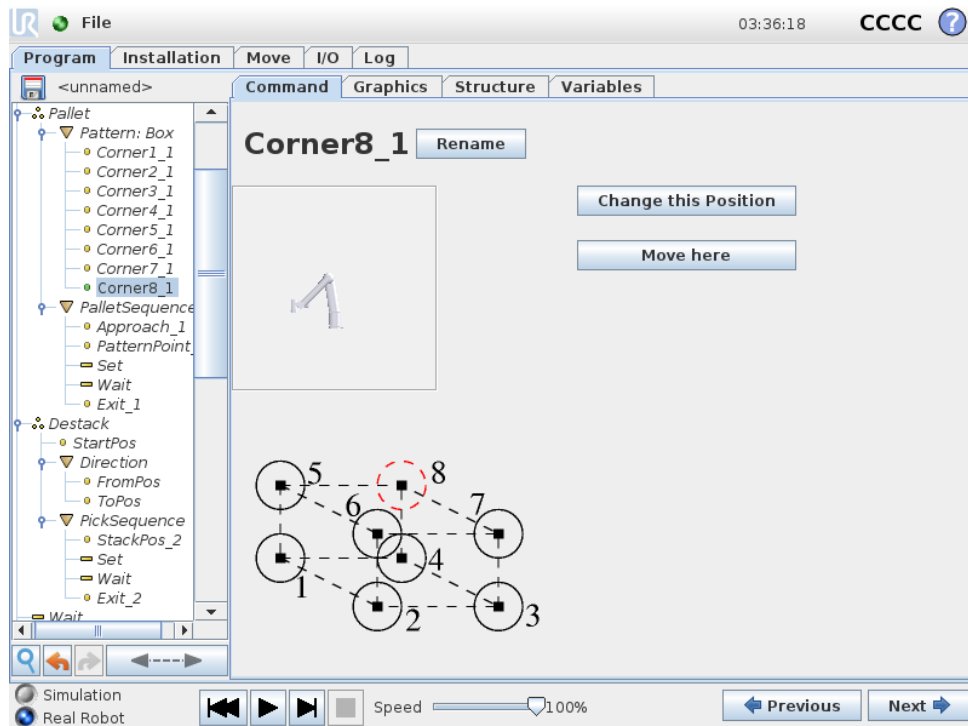 UR File 03:36:18 CCCC ?
Program Installation Move I/O Log
<unnamed> Command Graphics Structure Variables
Pallet
Pattern: Box
Corner1_1
Corner2_1
Corner3_1
Corner4_1
Corner5_1
Corner6_1
Corner7_1
Corner8_1
PalletSequence
Approach_1
PatternPoint_
Set
Wait
Exit_1
Destack
StartPos
Direction
FromPos
ToPos
PickSequence
StackPos_2
Set
Wait
Exit_2
Wait
Corner8_1 Rename
Change this Position
Move here
5 8
6 7
4
1 2 3
Simulation
Real Robot
Speed 100%
Previous Next